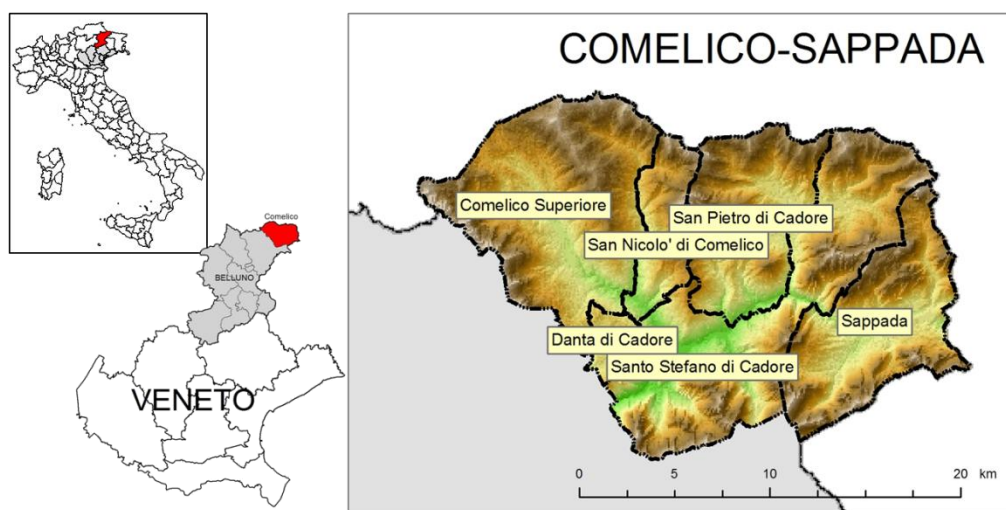 COMELICO-SAPPADA
Comelico Superiore
San Pietro di Cadore
San Nicolo' di Comelico
Sappada
Danta di Cadore
Santo Stefano di Cadore
0 5 10 20 km
Comelico
BELLUNO
VENETO